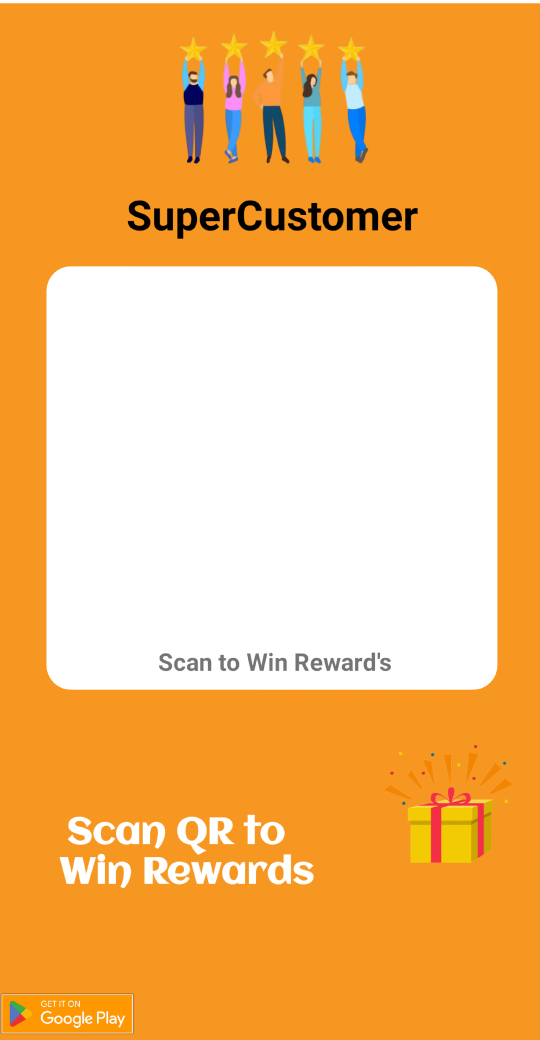 SuperCustomer
Scan to Win Reward's
Scan QR to
Win Rewards
GET IT ON
Google Play